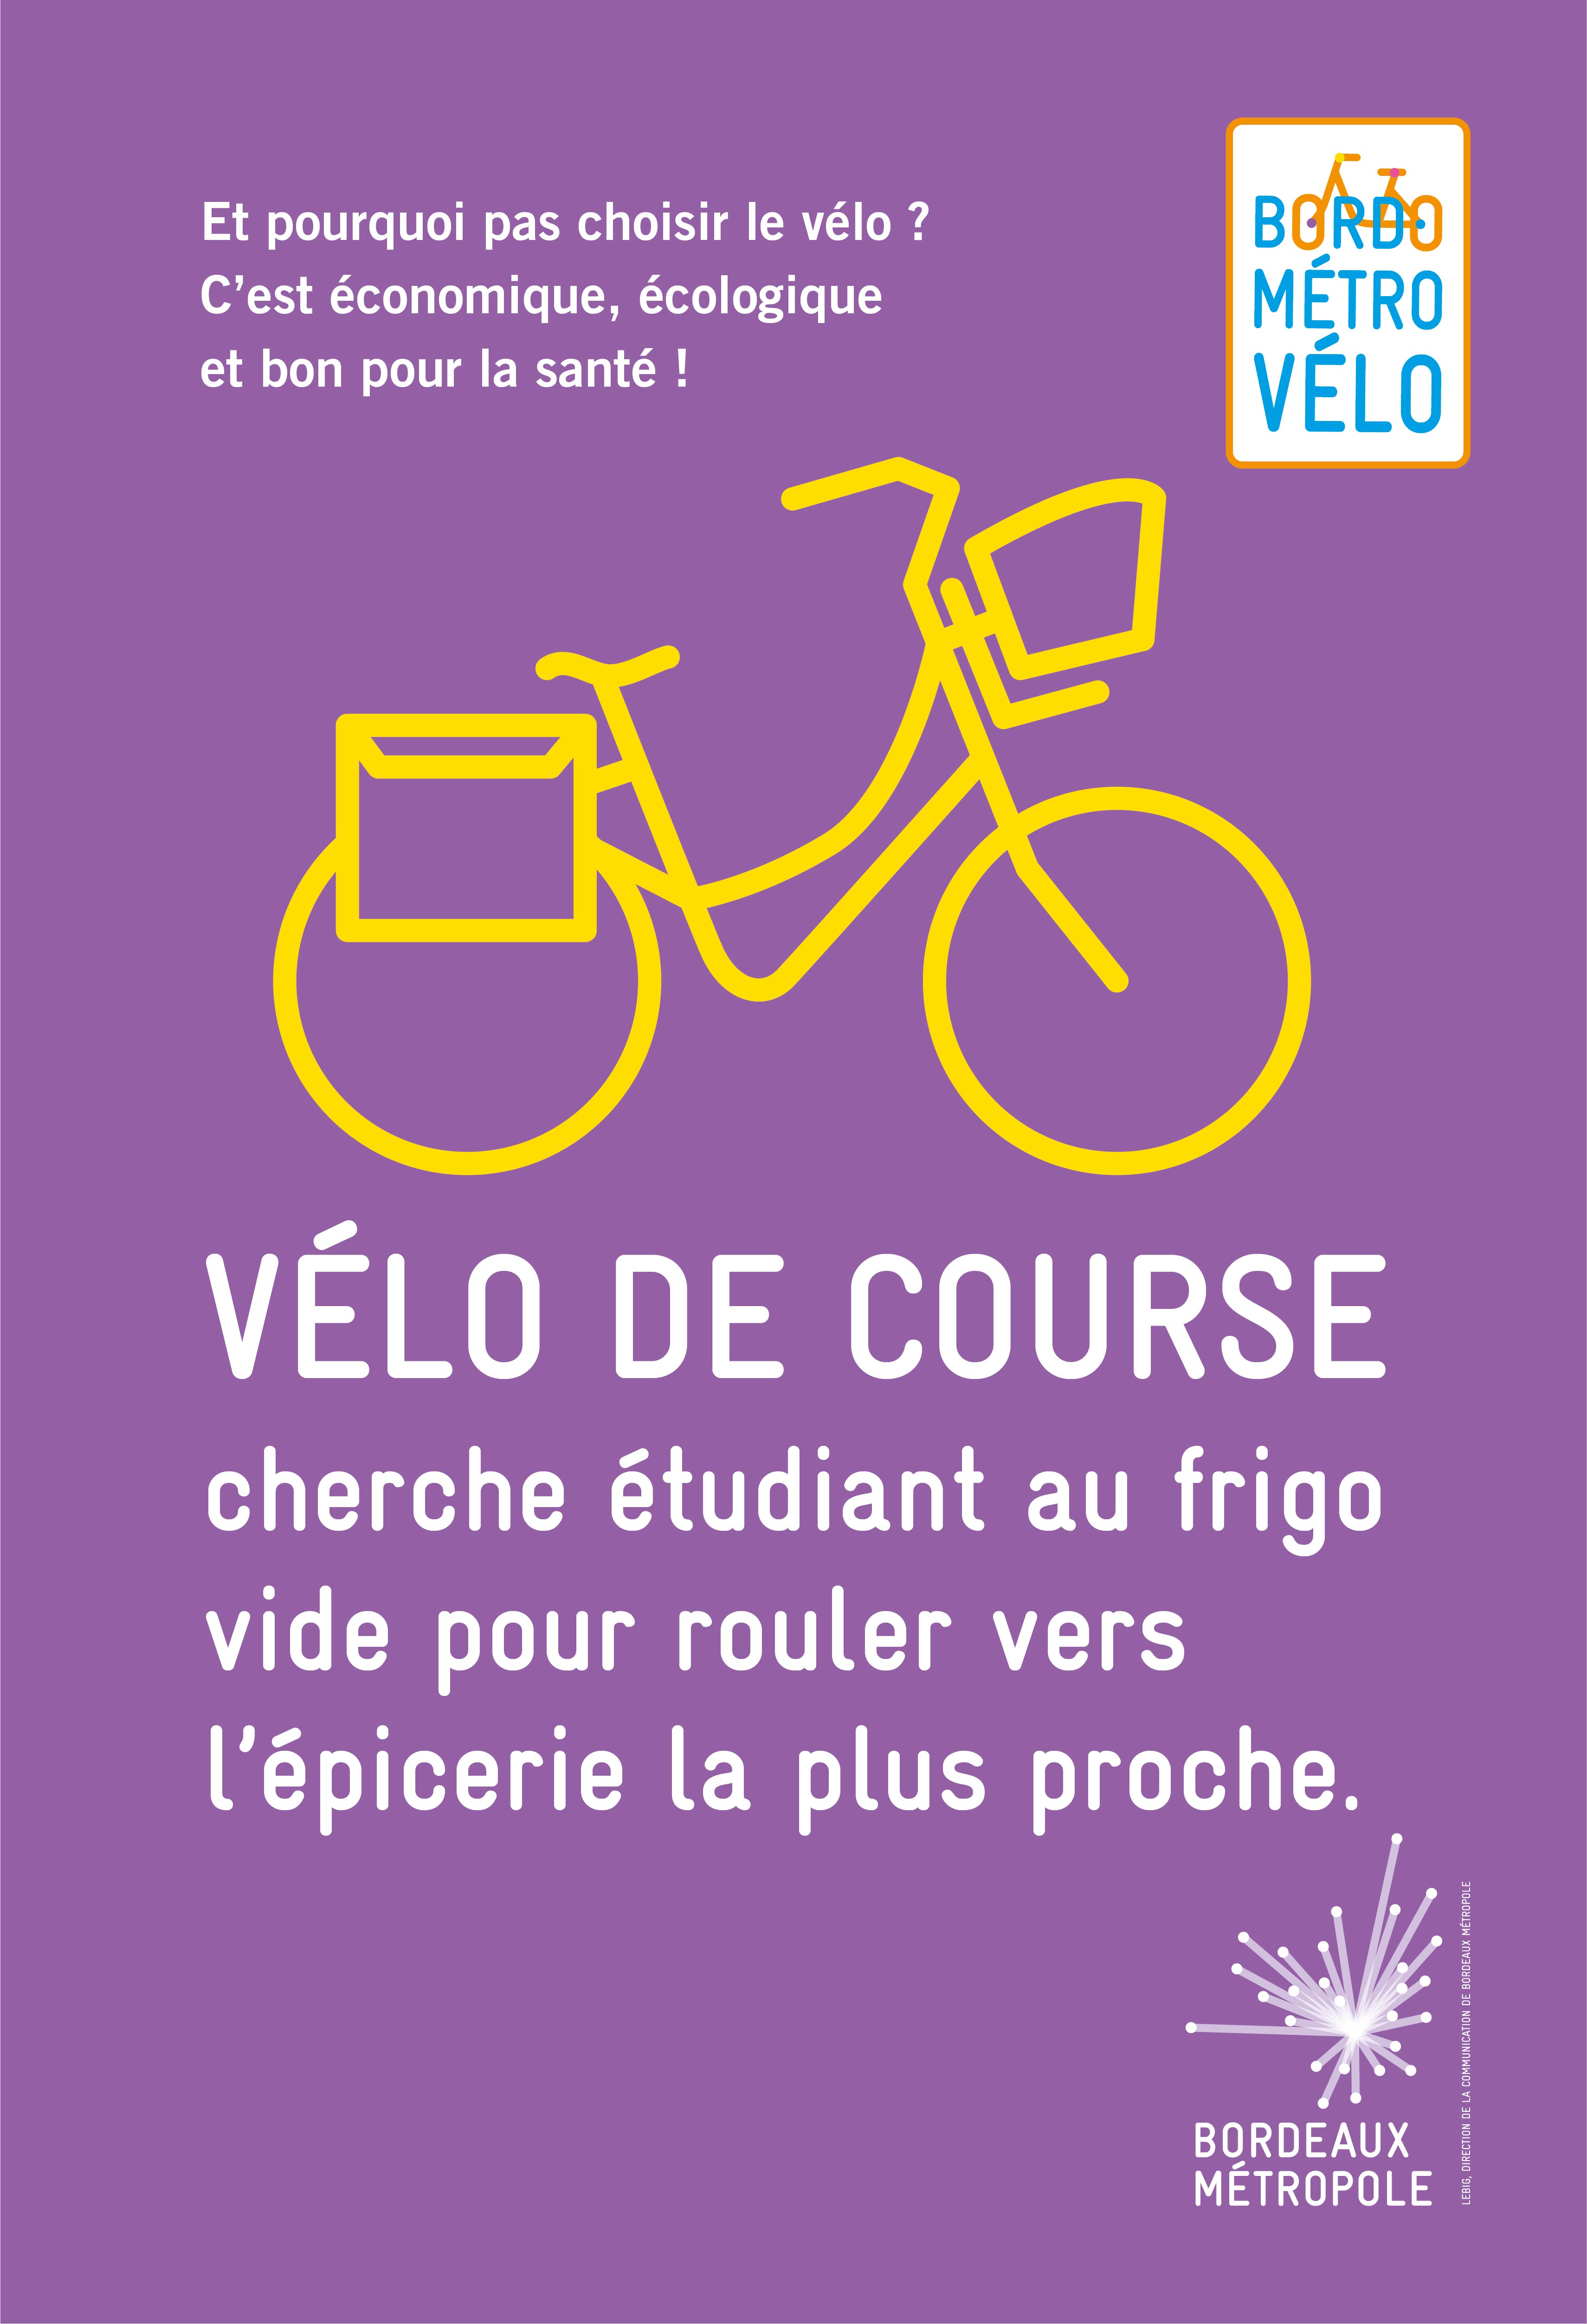 Et pourquoi pas choisir le vélo ?
C’est économique, écologique
et bon pour la santé !
BORDO
MÉTRO
VÉLO
VÉLO DE COURSE
cherche étudiant au frigo
vide pour rouler vers
l’épicerie la plus proche.
BORDEAUX
MÉTROPOLE
LEBIG, DIRECTION DE LA COMMUNICATION DE BORDEAUX MÉTROPOLE